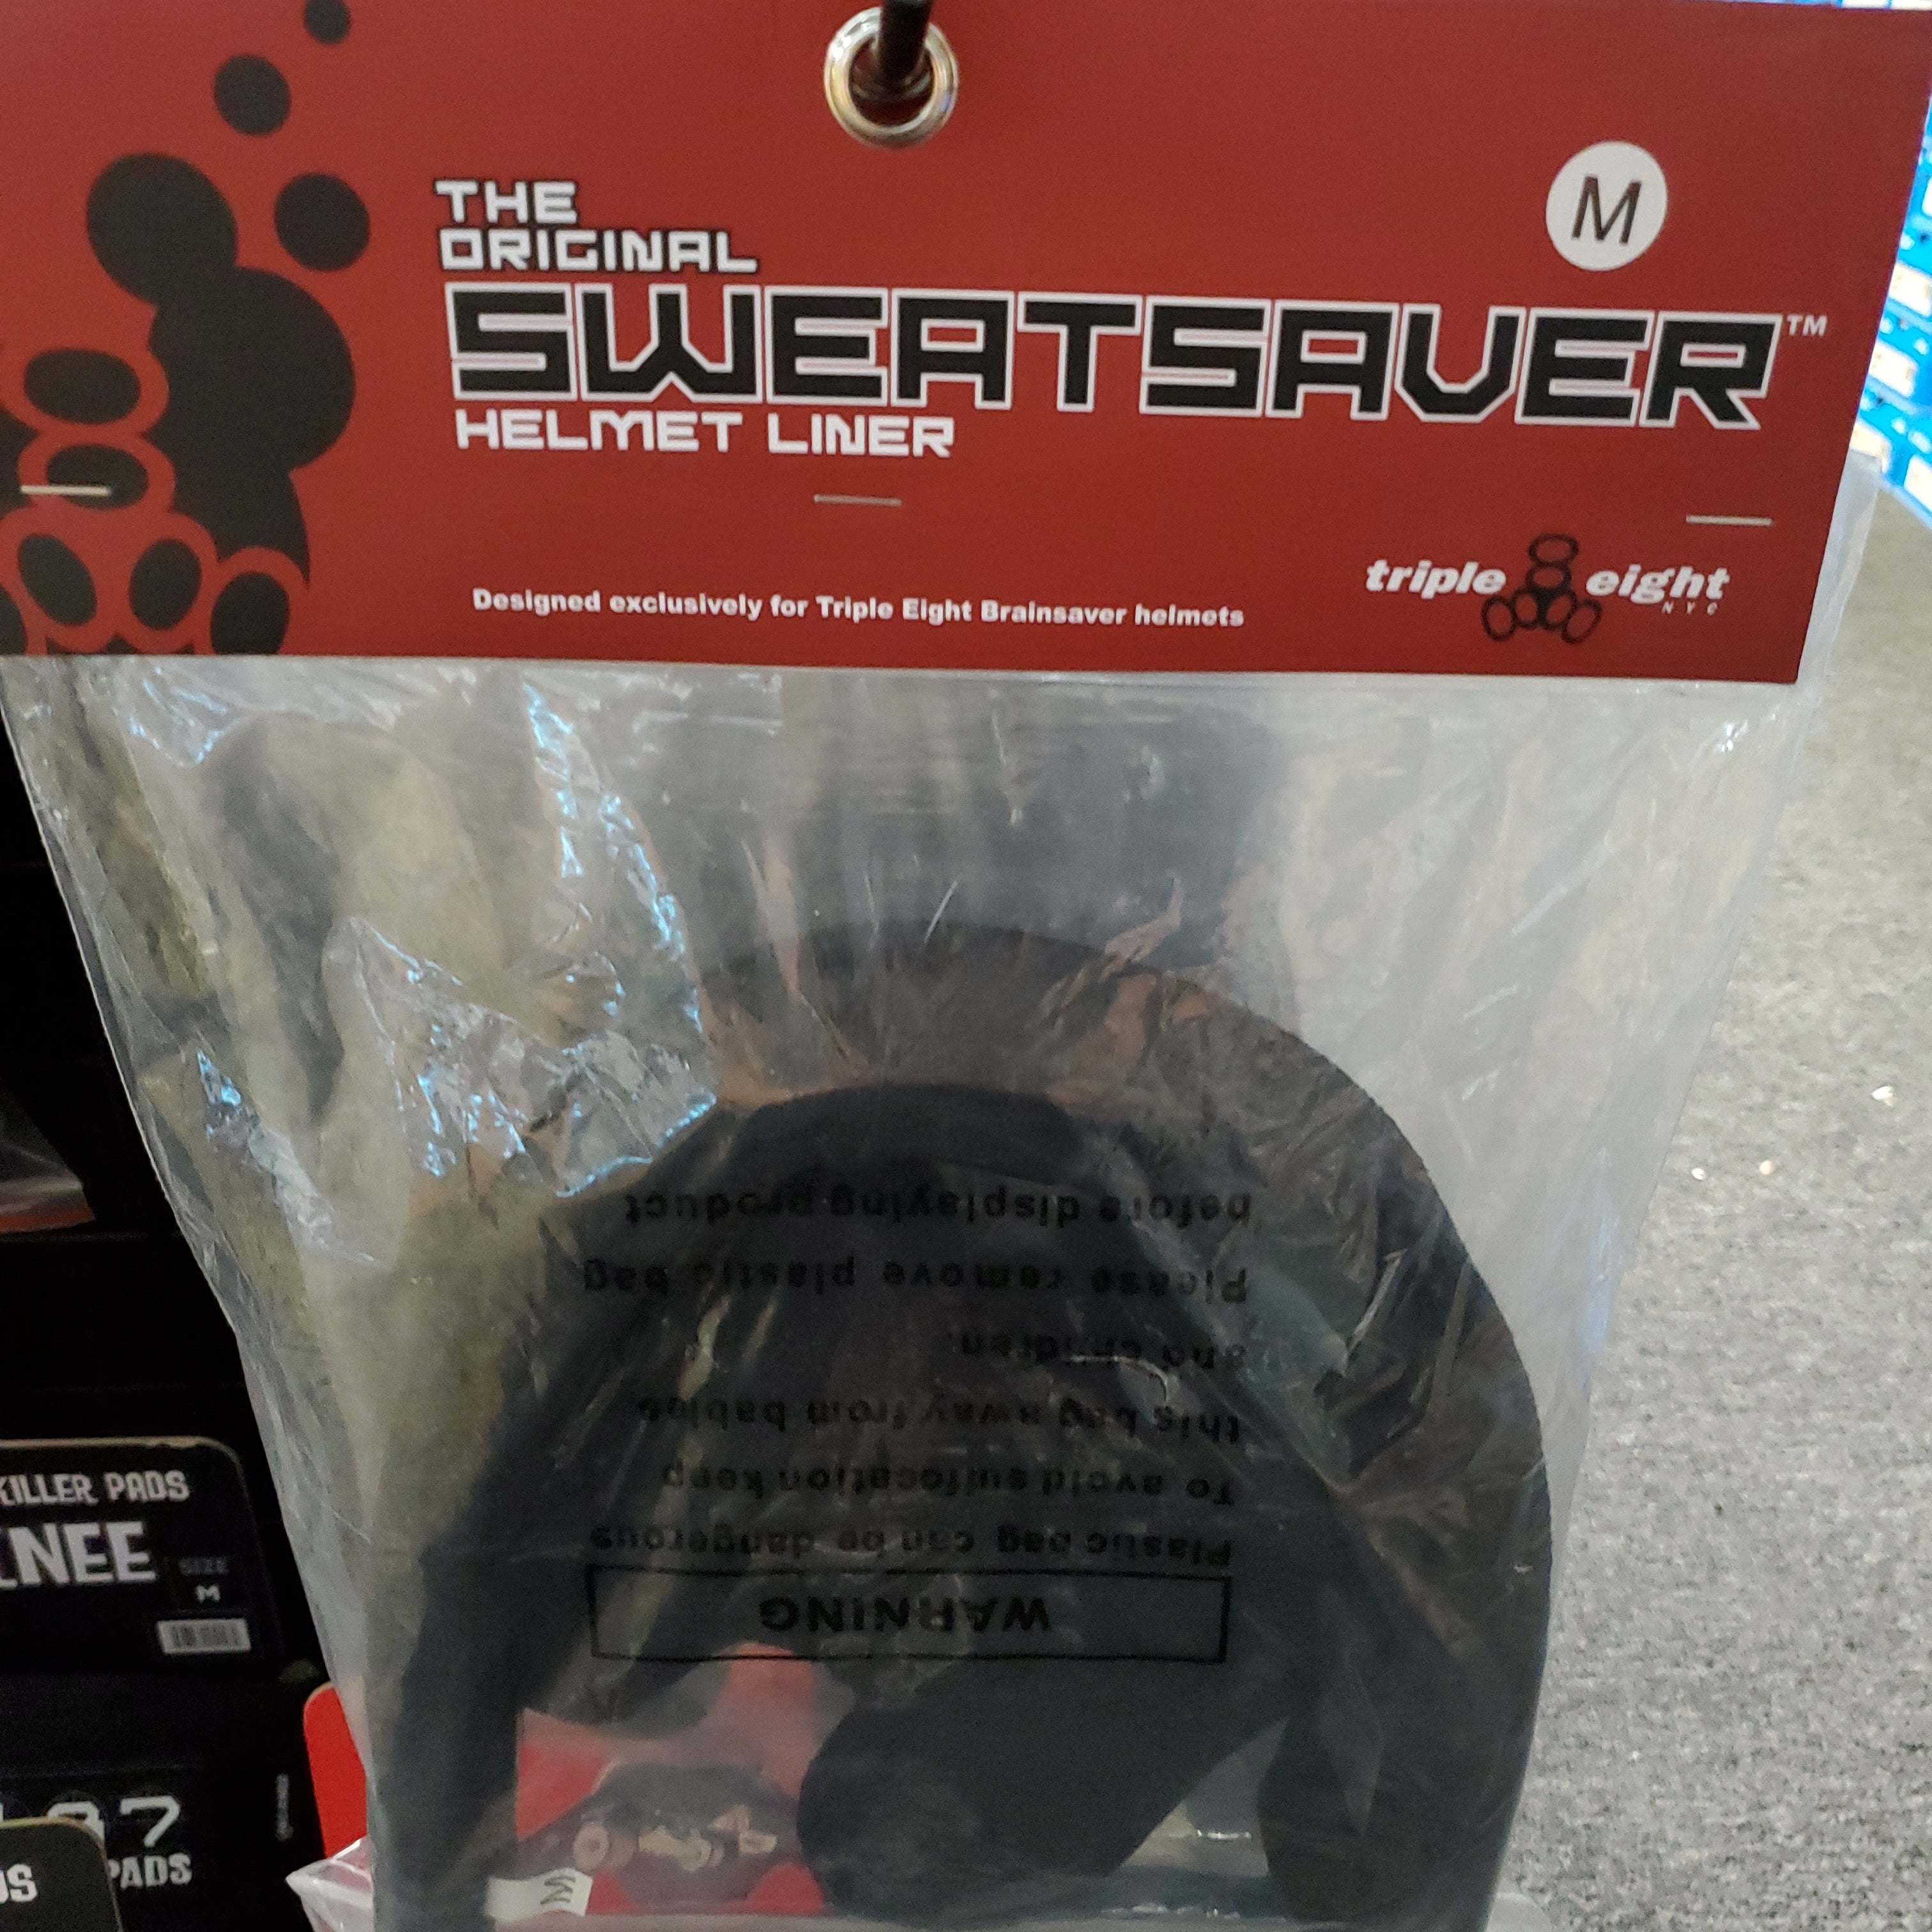 THE
ORIGINAL
M
SWEATSAVER™
HELMET LINER
Designed exclusively for Triple Eight Brainsaver helmets
triple eight
NYC
WARNING
Plastic bag can be dangerous
To avoid suffocation keep
this bag away from babies
and children.
Please remove plastic bag
before displaying product
KILLER PADS
KNEE
SIZE
M
PADS
M